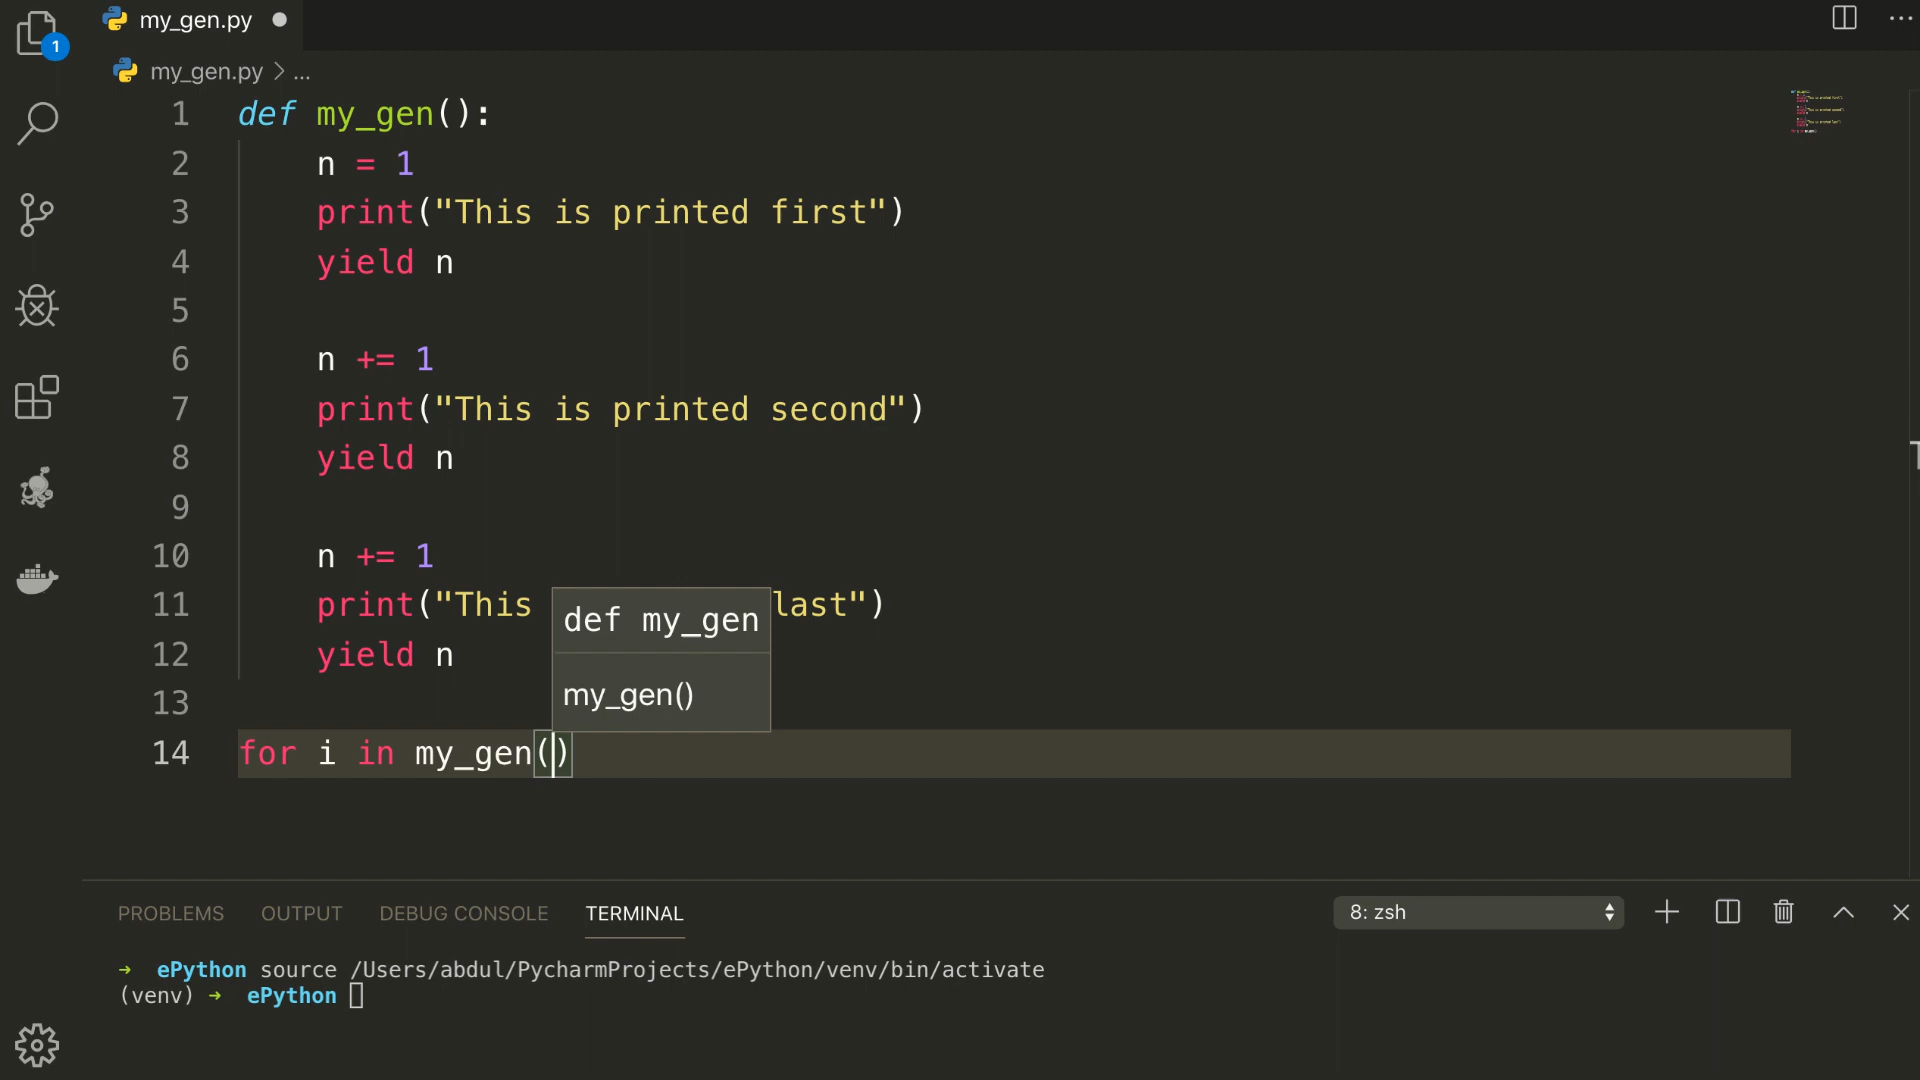 my_gen.py
1
my_gen.py > ...
1 def my_gen():
2 n = 1
3 print("This is printed first")
4 yield n
5
6 n += 1
7 print("This is printed second")
8 yield n
9
10 n += 1
11 print("This last")
def my_gen
12 yield n
my_gen()
13
14 for i in my_gen()
PROBLEMS OUTPUT DEBUG CONSOLE TERMINAL 8: zsh
→ ePython source /Users/abdul/PycharmProjects/ePython/venv/bin/activate
(venv) → ePython